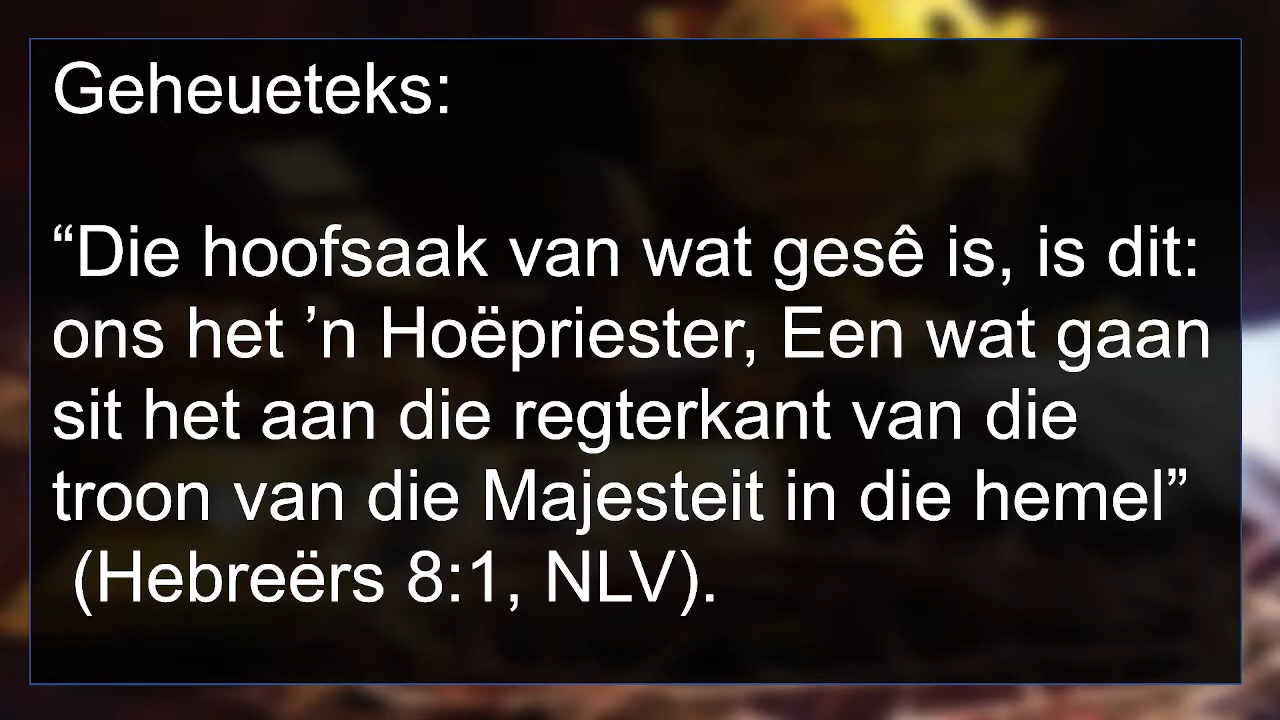 Geheueteks:
“Die hoofsaak van wat gesê is, is dit:
ons het ’n Hoëpriester, Een wat gaan
sit het aan die regterkant van die
troon van die Majesteit in die hemel”
(Hebreërs 8:1, NLV).